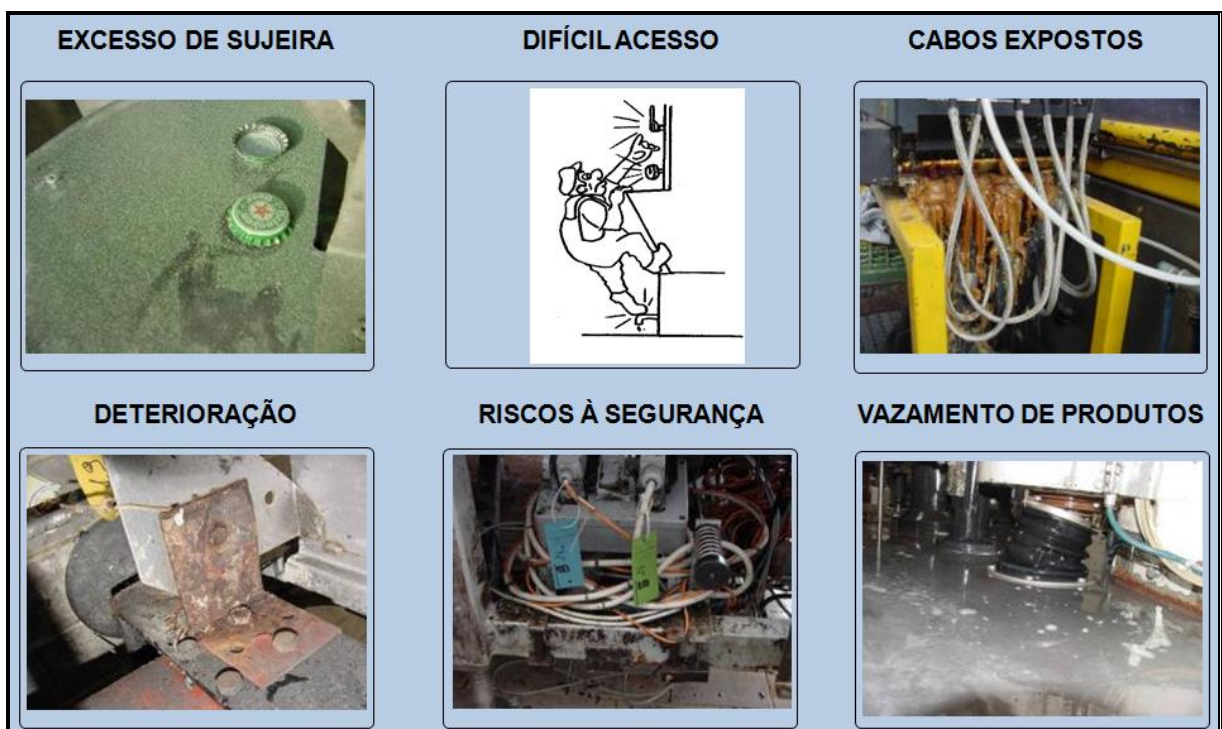 EXCESSO DE SUJEIRA
DIFÍCIL ACESSO
CABOS EXPOSTOS
DETERIORAÇÃO
RISCOS À SEGURANÇA
VAZAMENTO DE PRODUTOS